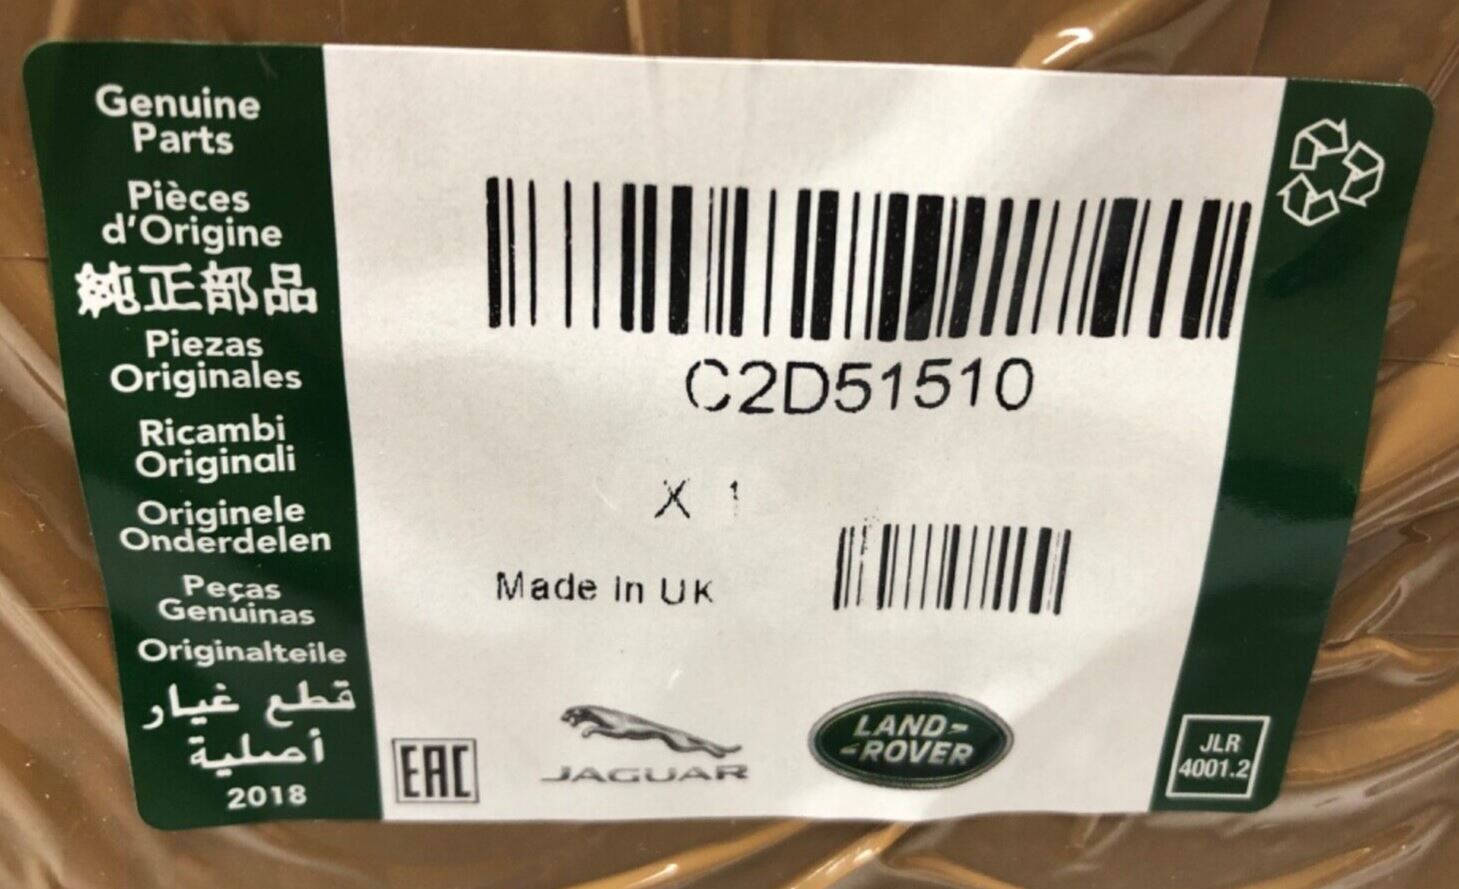 Genuine
Parts
Pièces
d'Origine
純正部品
Piezas
Originales
Ricambi
Originali
Originele
Onderdelen
Peças
Genuinas
Originalteile
قطع غيار
أصلية
2018
C2D51510
X 1
Made In UK
EAC
JAGUAR
LAND-
-ROVER
JLR
4001.2